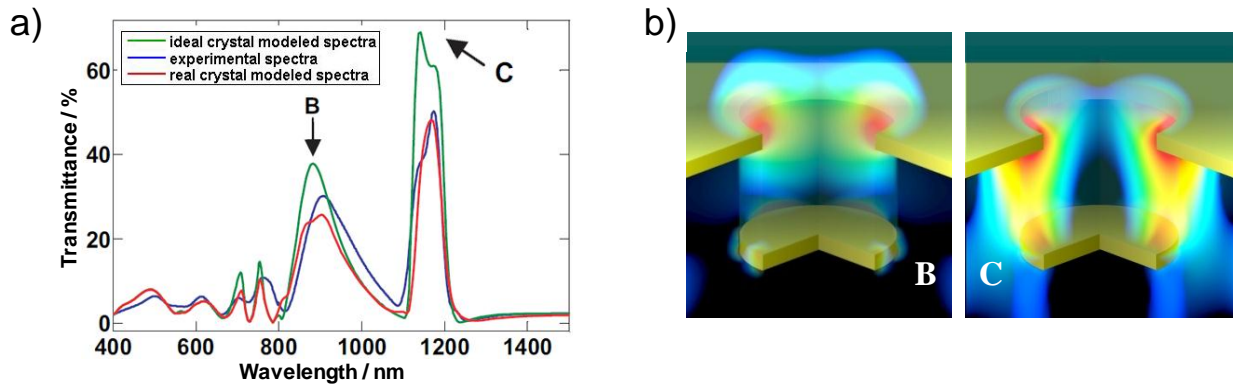 a)
ideal crystal modeled spectra
experimental spectra
real crystal modeled spectra
B
C
Transmittance / %
60
40
20
0
400 600 800 1000 1200 1400
Wavelength / nm
b)
B
C